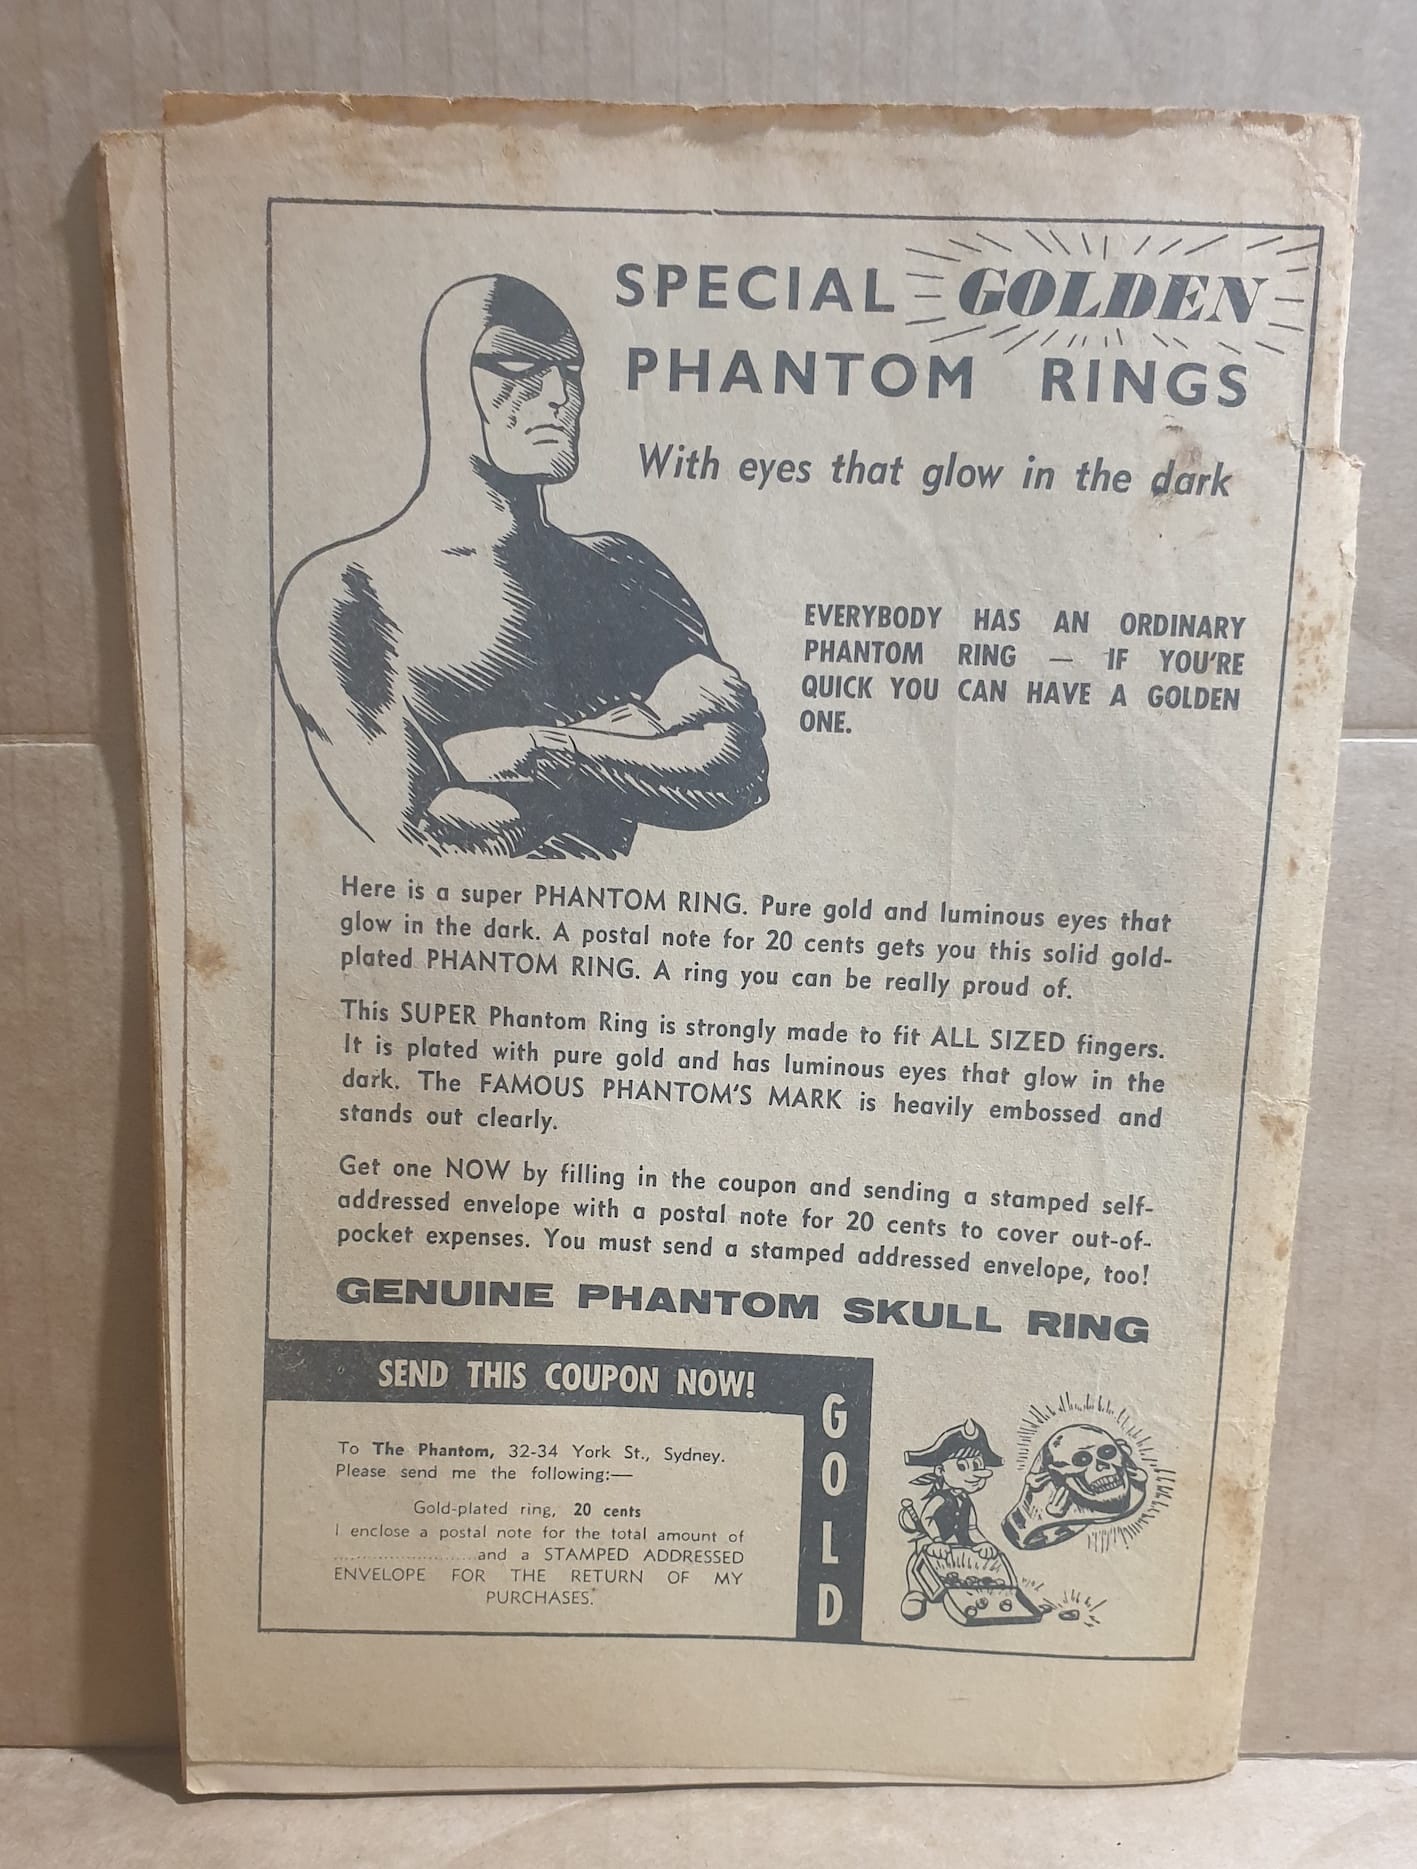 SPECIAL GOLDEN
PHANTOM RINGS
With eyes that glow in the dark
EVERYBODY HAS AN ORDINARY
PHANTOM RING — IF YOU'RE
QUICK YOU CAN HAVE A GOLDEN
ONE.
Here is a super PHANTOM RING. Pure gold and luminous eyes that
glow in the dark. A postal note for 20 cents gets you this solid gold-
plated PHANTOM RING. A ring you can be really proud of.
This SUPER Phantom Ring is strongly made to fit ALL SIZED fingers.
It is plated with pure gold and has luminous eyes that glow in the
dark. The FAMOUS PHANTOM'S MARK is heavily embossed and
stands out clearly.
Get one NOW by filling in the coupon and sending a stamped self-
addressed envelope with a postal note for 20 cents to cover out-of-
pocket expenses. You must send a stamped addressed envelope, too!
GENUINE PHANTOM SKULL RING
SEND THIS COUPON NOW!
To The Phantom, 32-34 York St., Sydney.
Please send me the following:—
Gold-plated ring, 20 cents
I enclose a postal note for the total amount of
..........................and a STAMPED ADDRESSED
ENVELOPE FOR THE RETURN OF MY
PURCHASES.
G
O
L
D